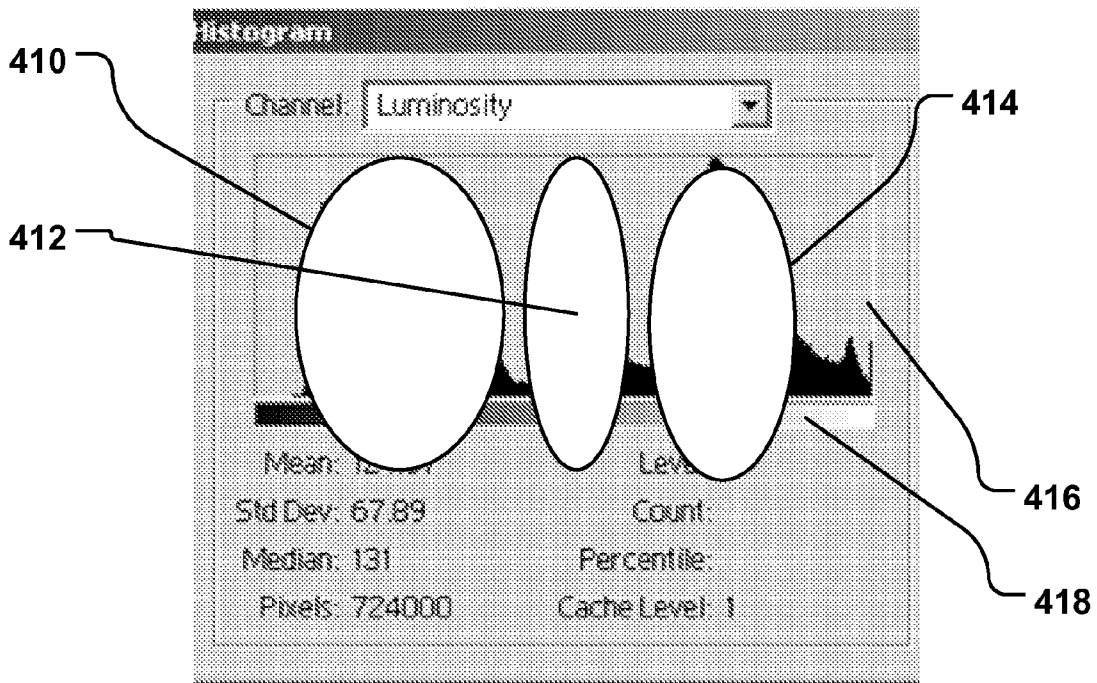 Histogram
410
Channel: Luminosity
414
412
Mean:
Std Dev: 67.89
Count:
416
Median: 131
Percentile:
418
Pixels: 724000
Cache Level: 1